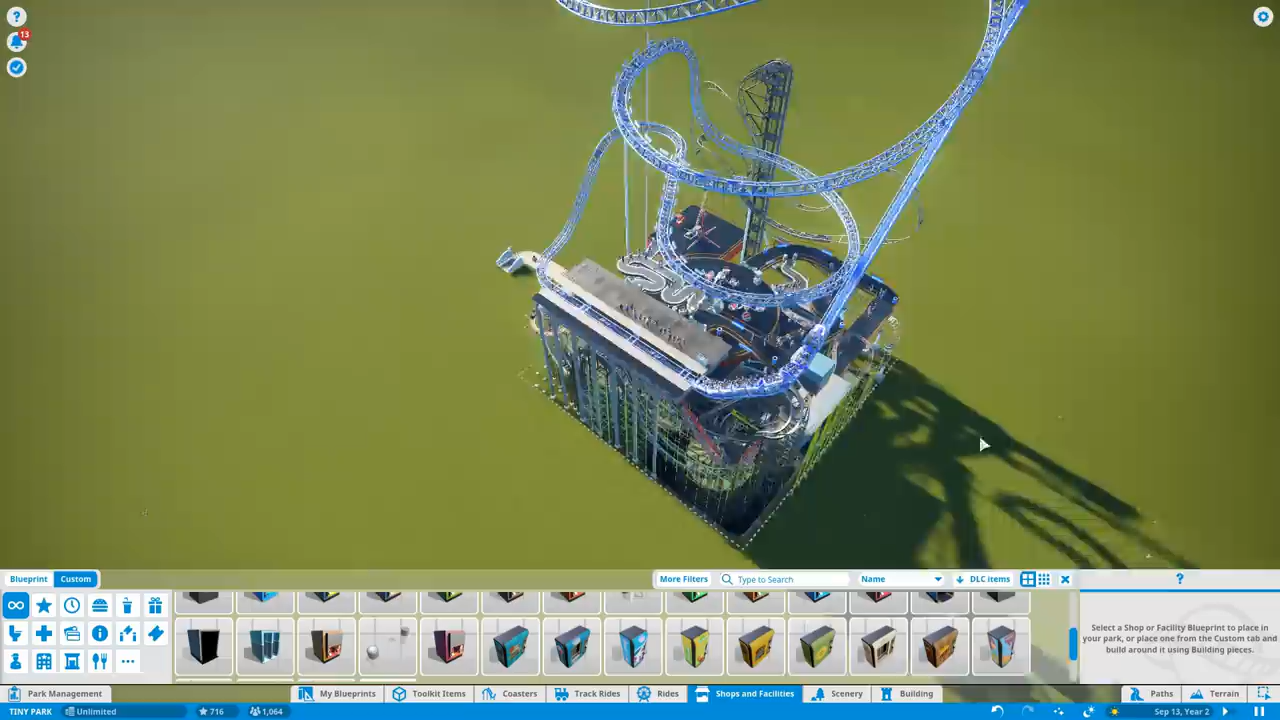 ?
13
Blueprint
Custom
More Filters
Type to Search
Name
DLC items
?
Select a Shop or Facility Blueprint to place in
your park, or place one from the Custom tab and
build around it using Building pieces.
Park Management
My Blueprints
Toolkit Items
Coasters
Track Rides
Rides
Shops and Facilities
Scenery
Building
Paths
Terrain
TINY PARK
Unlimited
716
1,064
Sep 13, Year 2